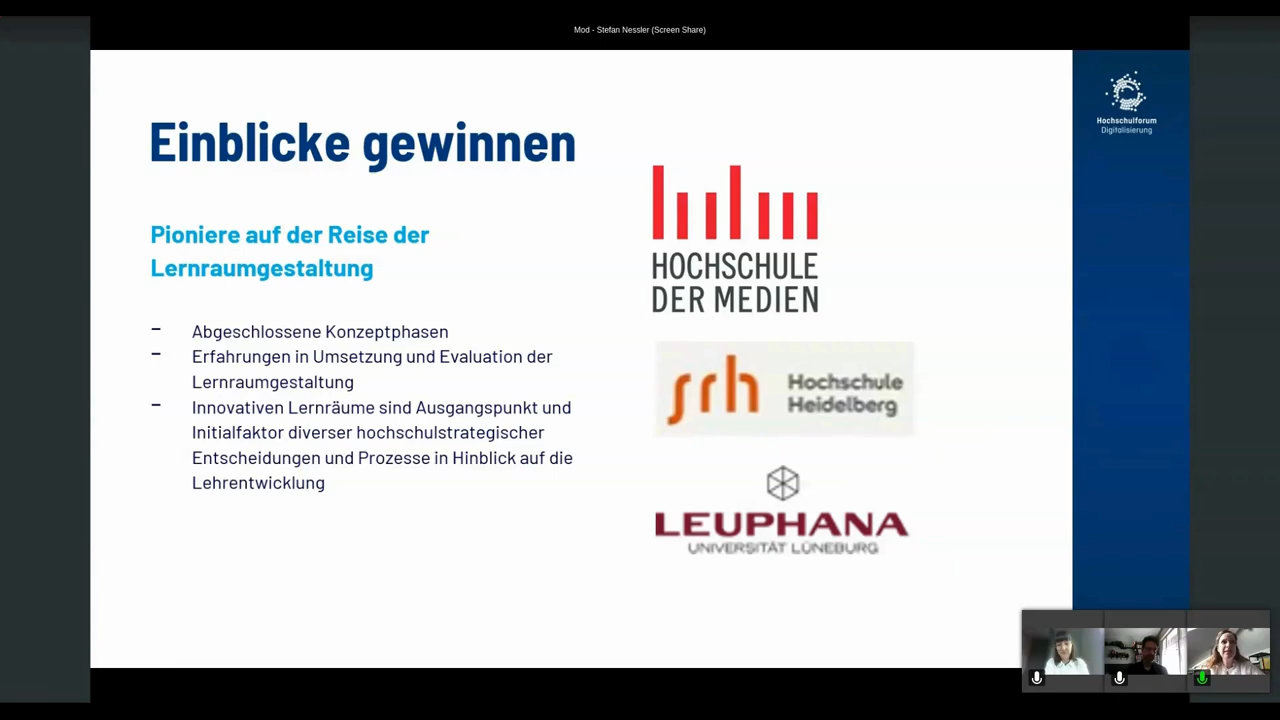 Mod - Stefan Nessler (Screen Share)
Hochschulforum
Digitalisierung
Einblicke gewinnen
Pioniere auf der Reise der
Lernraumgestaltung
- Abgeschlossene Konzeptphasen
- Erfahrungen in Umsetzung und Evaluation der
Lernraumgestaltung
- Innovativen Lernräume sind Ausgangspunkt und
Initialfaktor diverser hochschulstrategischer
Entscheidungen und Prozesse in Hinblick auf die
Lehrentwicklung
HOCHSCHULE
DER MEDIEN
srh Hochschule
Heidelberg
LEUPHANA
UNIVERSITÄT LÜNEBURG